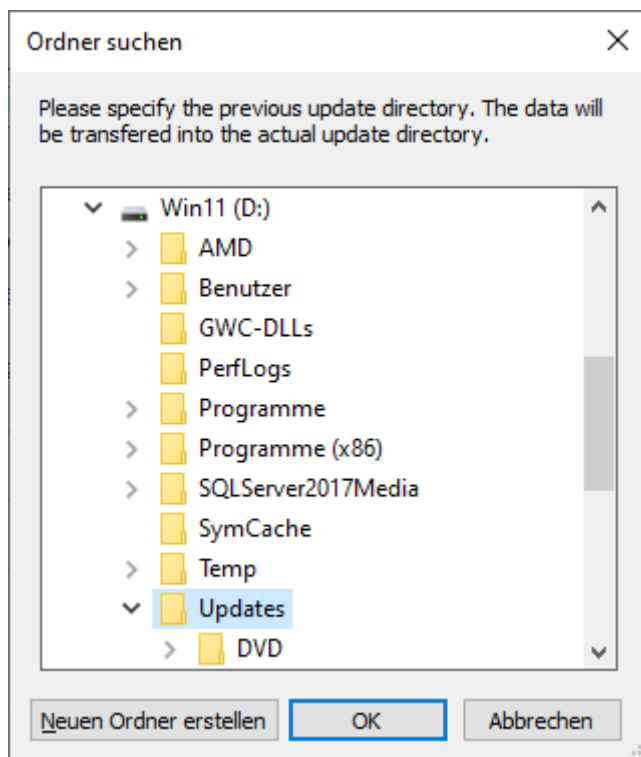 Ordner suchen
Please specify the previous update directory. The data will
be transfered into the actual update directory.
Win11 (D:)
AMD
Benutzer
GWC-DLLs
PerfLogs
Programme
Programme (x86)
SQLServer2017Media
SymCache
Temp
Updates
DVD
Neuen Ordner erstellen OK Abbrechen